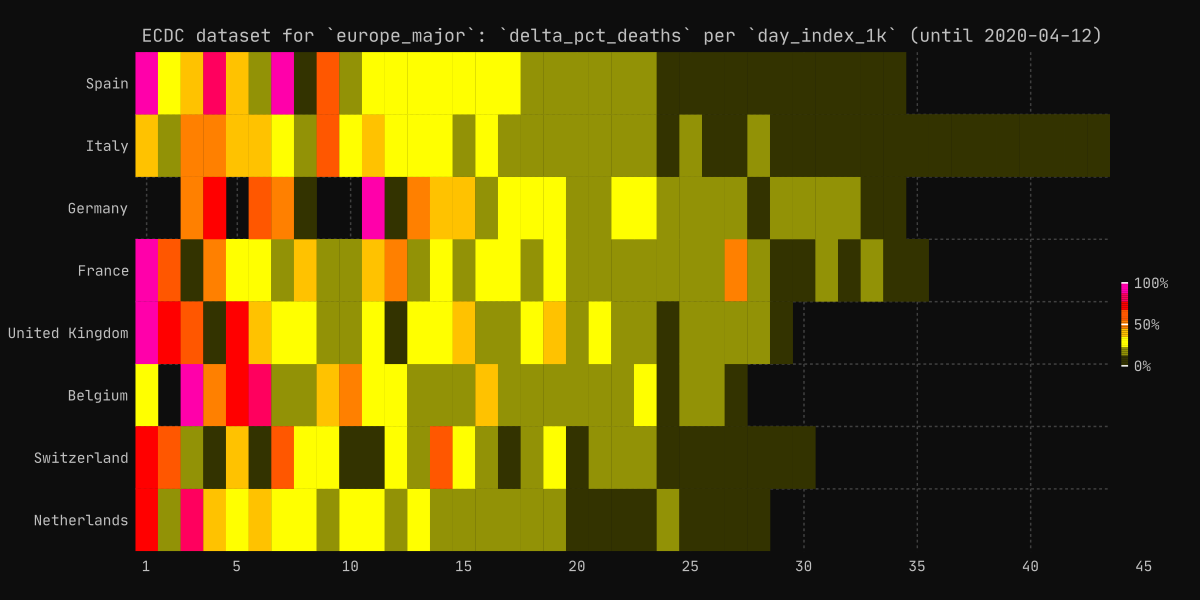 ECDC dataset for `europe_major`: `delta_pct_deaths` per `day_index_1k` (until 2020-04-12)
Spain
Italy
Germany
France
United Kingdom
Belgium
Switzerland
Netherlands
1 5 10 15 20 25 30 35 40 45
100%
50%
0%